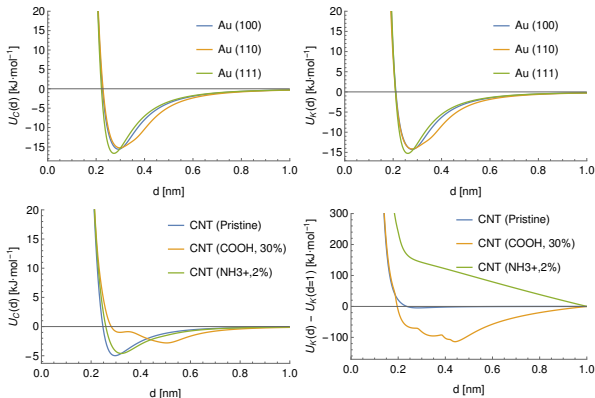 U_C(d) [kJ·mol⁻¹]
20
15
10
5
0
-5
-10
-15
0.0 0.2 0.4 0.6 0.8 1.0
d [nm]
Au (100)
Au (110)
Au (111)
U_K(d) [kJ·mol⁻¹]
20
15
10
5
0
-5
-10
-15
0.0 0.2 0.4 0.6 0.8 1.0
d [nm]
Au (100)
Au (110)
Au (111)
U_C(d) [kJ·mol⁻¹]
20
15
10
5
0
-5
0.0 0.2 0.4 0.6 0.8 1.0
d [nm]
CNT (Pristine)
CNT (COOH, 30%)
CNT (NH3+,2%)
U_K(d) − U_K(d=1) [kJ·mol⁻¹]
300
200
100
0
-100
0.0 0.2 0.4 0.6 0.8 1.0
d [nm]
CNT (Pristine)
CNT (COOH, 30%)
CNT (NH3+,2%)